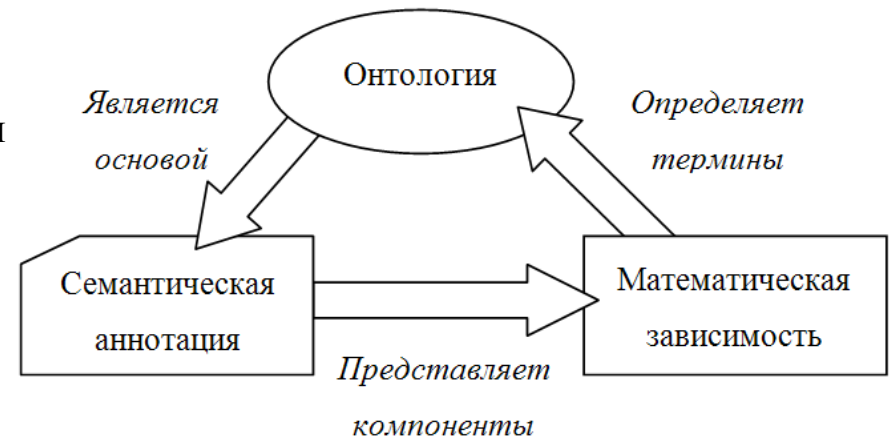 Онтология
Является
основой
Определяет
термины
Семантическая
аннотация
Математическая
зависимость
Представляет
компоненты